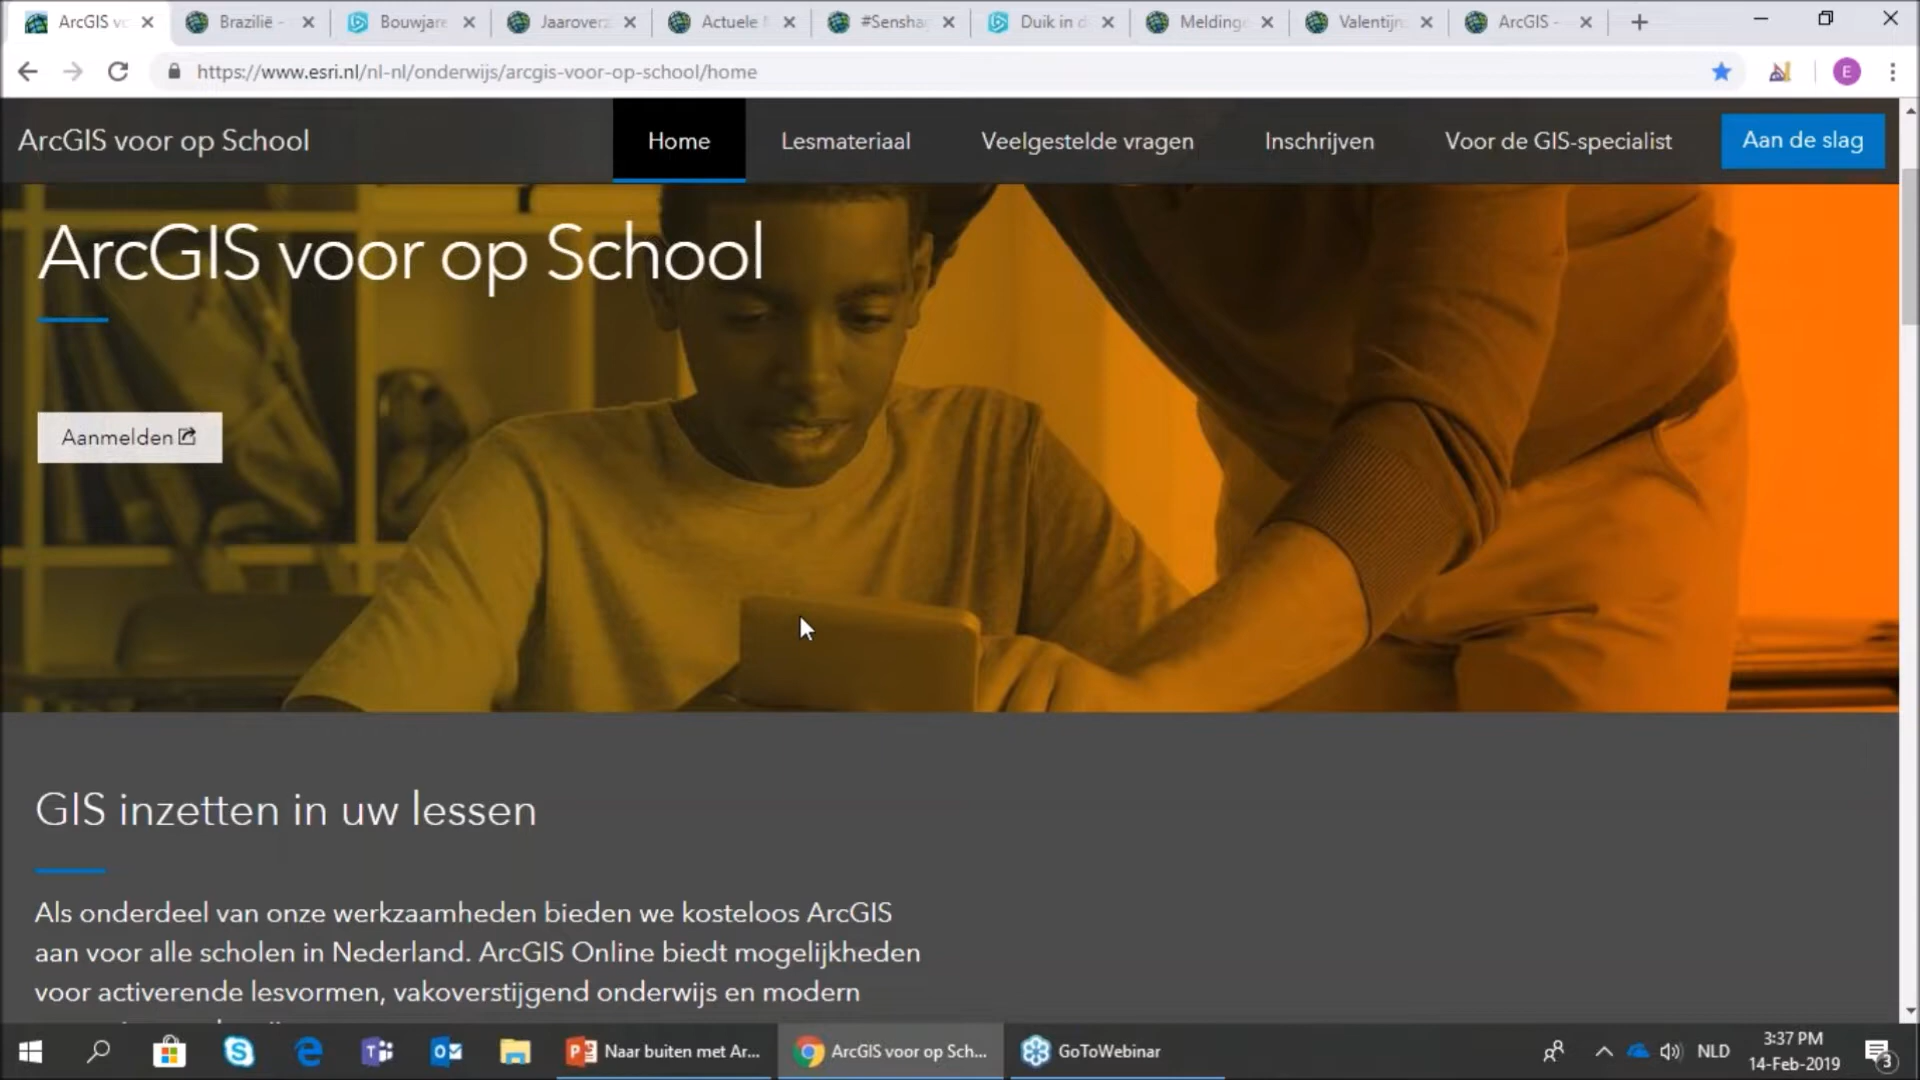 ArcGIS vo
Brazilië -
Bouwjare
Jaaroverz
Actuele
#Sensha
Duik in d
Melding
Valentijn
ArcGIS -
https://www.esri.nl/nl-nl/onderwijs/arcgis-voor-op-school/home
E
ArcGIS voor op School
Home
Lesmateriaal
Veelgestelde vragen
Inschrijven
Voor de GIS-specialist
Aan de slag
ArcGIS voor op School
Aanmelden
GIS inzetten in uw lessen
Als onderdeel van onze werkzaamheden bieden we kosteloos ArcGIS
aan voor alle scholen in Nederland. ArcGIS Online biedt mogelijkheden
voor activerende lesvormen, vakoverstijgend onderwijs en modern
Naar buiten met Ar...
ArcGIS voor op Sch...
GoToWebinar
NLD
3:37 PM
14-Feb-2019
3